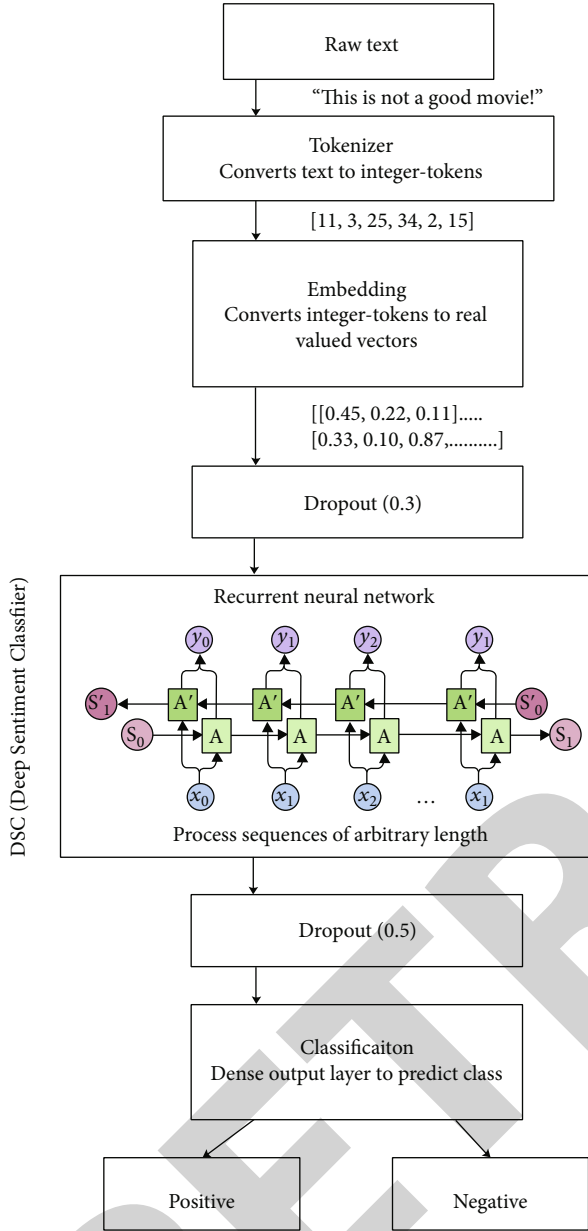 Raw text
“This is not a good movie!”
Tokenizer
Converts text to integer-tokens
[11, 3, 25, 34, 2, 15]
Embedding
Converts integer-tokens to real
valued vectors
[[0.45, 0.22, 0.11].....
[0.33, 0.10, 0.87,..........]
Dropout (0.3)
DSC (Deep Sentiment Classfiier)
Recurrent neural network
y0 y1 y2 y1
S′1 A′ A′ A′ A′ S′0
S0 A A A A S1
x0 x1 x2 ... x1
Process sequences of arbitrary length
Dropout (0.5)
Classificaiton
Dense output layer to predict class
Positive Negative
RETR